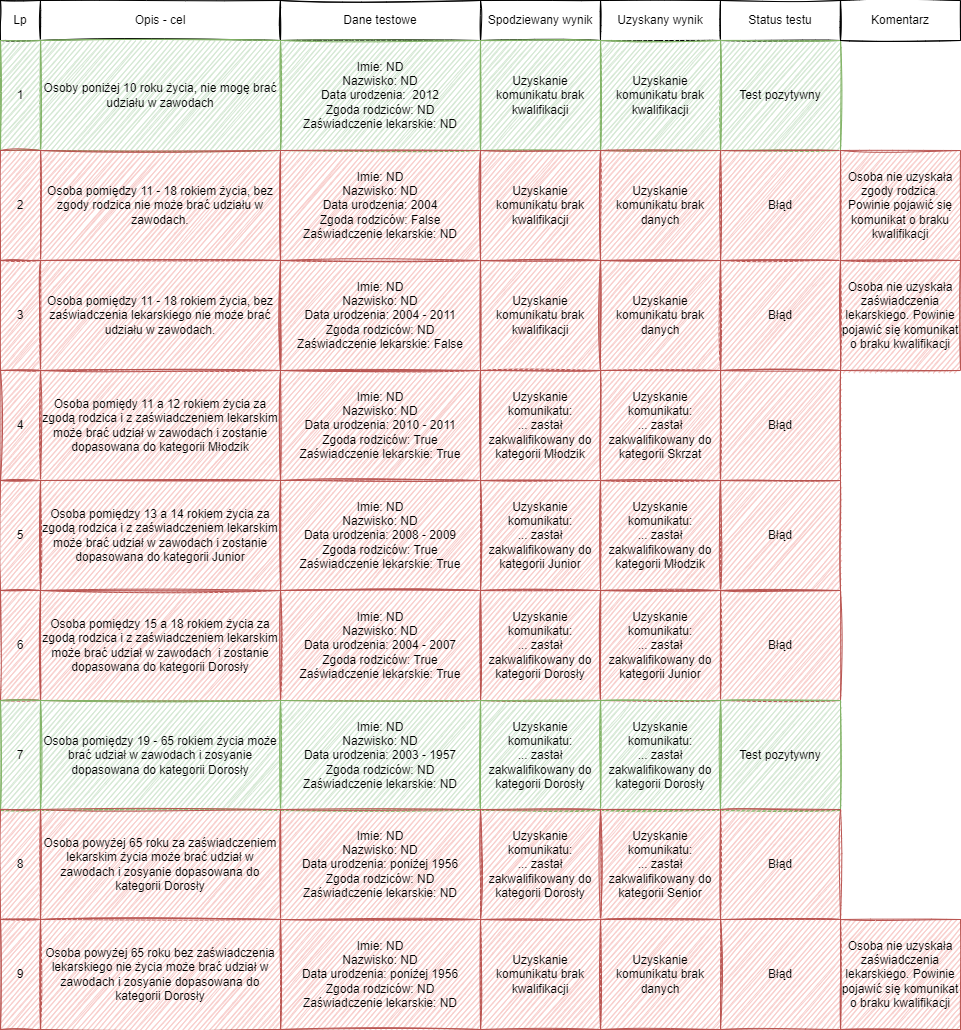 Lp
Opis - cel
Dane testowe
Spodziewany wynik
Uzyskany wynik
Status testu
Komentarz
1
Osoby poniżej 10 roku życia, nie mogę brać
udziału w zawodach
Imie: ND
Nazwisko: ND
Data urodzenia: 2012
Zgoda rodziców: ND
Zaświadczenie lekarskie: ND
Uzyskanie
komunikatu brak
kwalifikacji
Uzyskanie
komunikatu brak
kwalifikacji
Test pozytywny
2
Osoba pomiędzy 11 - 18 rokiem życia, bez
zgody rodzica nie może brać udziału w
zawodach.
Imie: ND
Nazwisko: ND
Data urodzenia: 2004
Zgoda rodziców: False
Zaświadczenie lekarskie: ND
Uzyskanie
komunikatu brak
kwalifikacji
Uzyskanie
komunikatu brak
danych
Błąd
Osoba nie uzyskała
zgody rodzica.
Powinie pojawić się
komunikat o braku
kwalifikacji
3
Osoba pomiędzy 11 - 18 rokiem życia, bez
zaświadczenia lekarskiego nie może brać
udziału w zawodach.
Imie: ND
Nazwisko: ND
Data urodzenia: 2004 - 2011
Zgoda rodziców: ND
Zaświadczenie lekarskie: False
Uzyskanie
komunikatu brak
kwalifikacji
Uzyskanie
komunikatu brak
danych
Błąd
Osoba nie uzyskała
zaświadczenia
lekarskiego. Powinie
pojawić się komunikat
o braku kwalifikacji
4
Osoba pomiędy 11 a 12 rokiem życia za
zgodą rodzica i z zaświadczeniem lekarskim
może brać udział w zawodach i zostanie
dopasowana do kategorii Młodzik
Imie: ND
Nazwisko: ND
Data urodzenia: 2010 - 2011
Zgoda rodziców: True
Zaświadczenie lekarskie: True
Uzyskanie
komunikatu:
... zastał
zakwalifikowany do
kategorii Młodzik
Uzyskanie
komunikatu:
... zastał
zakwalifikowany do
kategorii Skrzat
Błąd
5
Osoba pomiędzy 13 a 14 rokiem życia za
zgodą rodzica i z zaświadczeniem lekarskim
może brać udział w zawodach i zostanie
dopasowana do kategorii Junior
Imie: ND
Nazwisko: ND
Data urodzenia: 2008 - 2009
Zgoda rodziców: True
Zaświadczenie lekarskie: True
Uzyskanie
komunikatu:
... zastał
zakwalifikowany do
kategorii Junior
Uzyskanie
komunikatu:
... zastał
zakwalifikowany do
kategorii Młodzik
Błąd
6
Osoba pomiędzy 15 a 18 rokiem życia za
zgodą rodzica i z zaświadczeniem lekarskim
może brać udział w zawodach i zostanie
dopasowana do kategorii Dorosły
Imie: ND
Nazwisko: ND
Data urodzenia: 2004 - 2007
Zgoda rodziców: True
Zaświadczenie lekarskie: True
Uzyskanie
komunikatu:
... zastał
zakwalifikowany do
kategorii Dorosły
Uzyskanie
komunikatu:
... zastał
zakwalifikowany do
kategorii Junior
Błąd
7
Osoba pomiędzy 19 - 65 rokiem życia może
brać udział w zawodach i zosyanie
dopasowana do kategorii Dorosły
Imie: ND
Nazwisko: ND
Data urodzenia: 2003 - 1957
Zgoda rodziców: ND
Zaświadczenie lekarskie: ND
Uzyskanie
komunikatu:
... zastał
zakwalifikowany do
kategorii Dorosły
Uzyskanie
komunikatu:
... zastał
zakwalifikowany do
kategorii Dorosły
Test pozytywny
8
Osoba powyżej 65 roku za zaświadczeniem
lekarskim życia może brać udział w
zawodach i zosyanie dopasowana do
kategorii Dorosły
Imie: ND
Nazwisko: ND
Data urodzenia: poniżej 1956
Zgoda rodziców: ND
Zaświadczenie lekarskie: ND
Uzyskanie
komunikatu:
... zastał
zakwalifikowany do
kategorii Dorosły
Uzyskanie
komunikatu:
... zastał
zakwalifikowany do
kategorii Senior
Błąd
9
Osoba powyżej 65 roku bez zaświadczenia
lekarskiego nie życia może brać udział w
zawodach i zosyanie dopasowana do
kategorii Dorosły
Imie: ND
Nazwisko: ND
Data urodzenia: poniżej 1956
Zgoda rodziców: ND
Zaświadczenie lekarskie: ND
Uzyskanie
komunikatu brak
kwalifikacji
Uzyskanie
komunikatu brak
danych
Błąd
Osoba nie uzyskała
zaświadczenia
lekarskiego. Powinie
pojawić się komunikat
o braku kwalifikacji